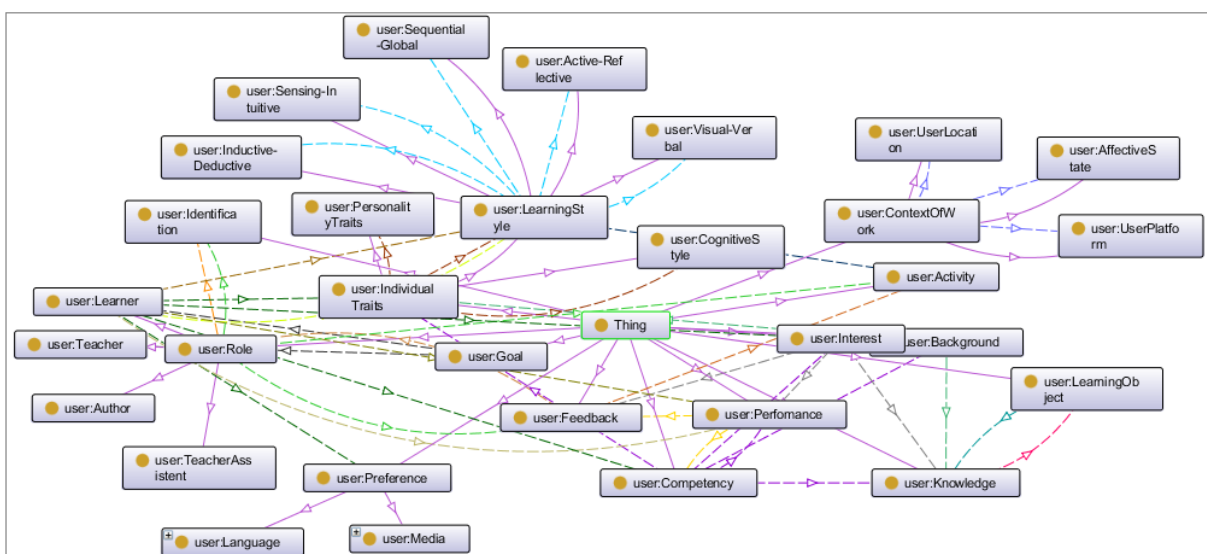 user:Sequential
-Global
user:Active-Ref
lective
user:Sensing-In
tuitive
user:Visual-Ver
bal
user:UserLocati
on
user:Inductive-
Deductive
user:AffectiveS
tate
user:Identifica
tion
user:Personali
tyTraits
user:LearningSt
yle
user:ContextOfW
ork
user:UserPlatfo
rm
user:CognitiveS
tyle
user:Activity
user:Learner
user:Individual
Traits
Thing
user:Teacher
user:Role
user:Goal
user:Interest
user:Background
user:LearningOb
ject
user:Author
user:Feedback
user:Perfomance
user:TeacherAss
istent
user:Preference
user:Competency
user:Knowledge
user:Language
user:Media